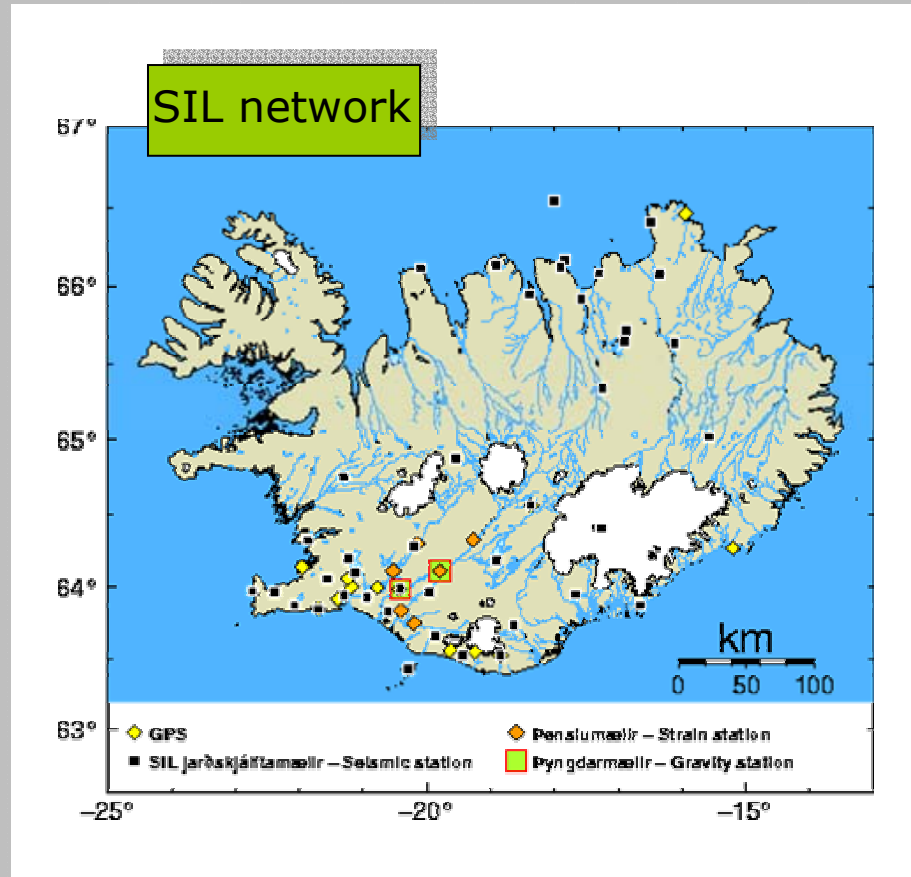 SIL network
67°
66°
65°
64°
63°
km
0 50 100
GPS
Þenslumælir – Strain station
SIL jarðskjálftamælir – Seismic station
Þyngdarmælir – Gravity station
–25° –20° –15°